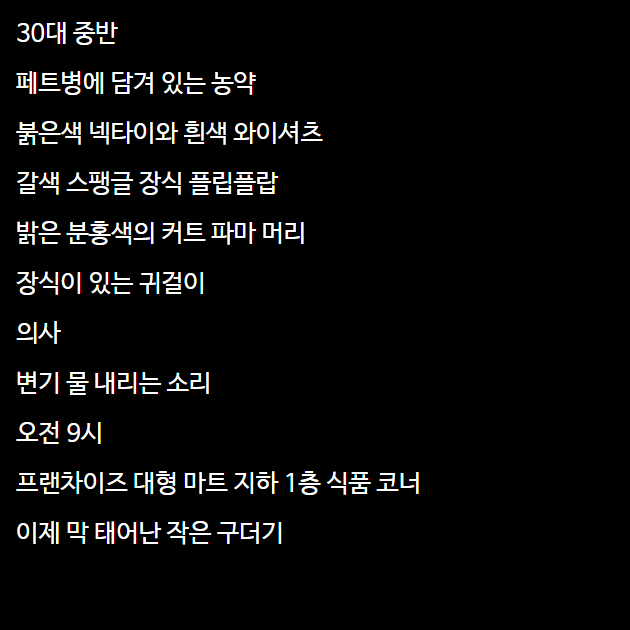 30대 중반
페트병에 담겨 있는 농약
붉은색 넥타이와 흰색 와이셔츠
갈색 스팽글 장식 플립플랍
밝은 분홍색의 커트 파마 머리
장식이 있는 귀걸이
의사
변기 물 내리는 소리
오전 9시
프랜차이즈 대형 마트 지하 1층 식품 코너
이제 막 태어난 작은 구더기